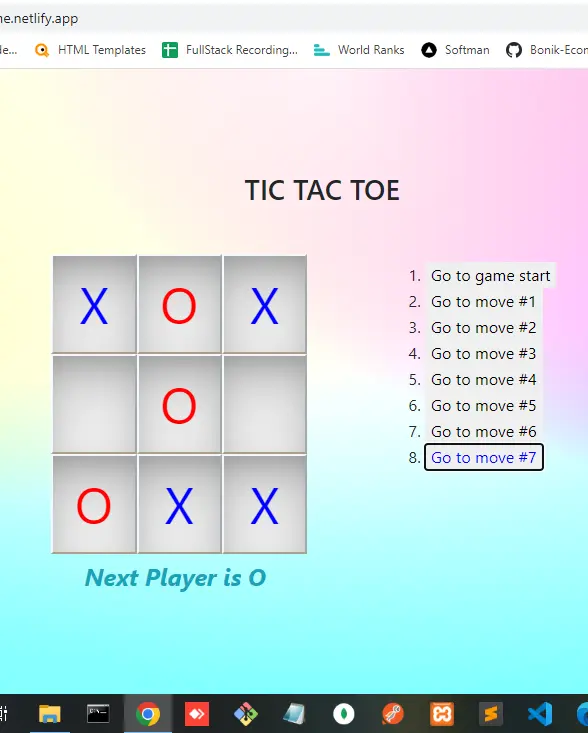 ne.netlify.app
HTML Templates
FullStack Recording...
World Ranks
Softman
Bonik-Econ
TIC TAC TOE
X O X
O
O X X
Next Player is O
1. Go to game start
2. Go to move #1
3. Go to move #2
4. Go to move #3
5. Go to move #4
6. Go to move #5
7. Go to move #6
8. Go to move #7